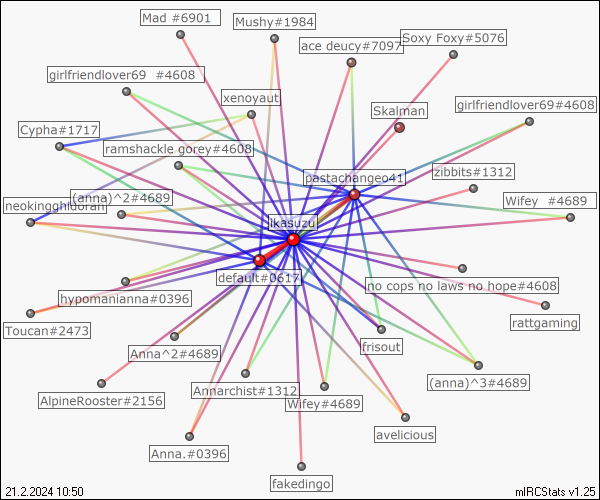 Mad #6901
Mushy#1984
ace deucy#7097
Soxy Foxy#5076
girlfriendlover69 #4608
xenoyaut
Skalman
girlfriendlover69#4608
Cypha#1717
ramshackle gorey#4608
pastachangeo41
zibbits#1312
(anna)^2#4689
Wifey #4689
ikasuzu
default#0617
hypomanianna#0396
no cops no laws no hope#4608
rattgaming
Toucan#2473
Anna^2#4689
frisout
Annarchist#1312
(anna)^3#4689
AlpineRooster#2156
Wifey#4689
avelicious
Anna.#0396
fakedingo
21.2.2024 10:50
mIRCStats v1.25